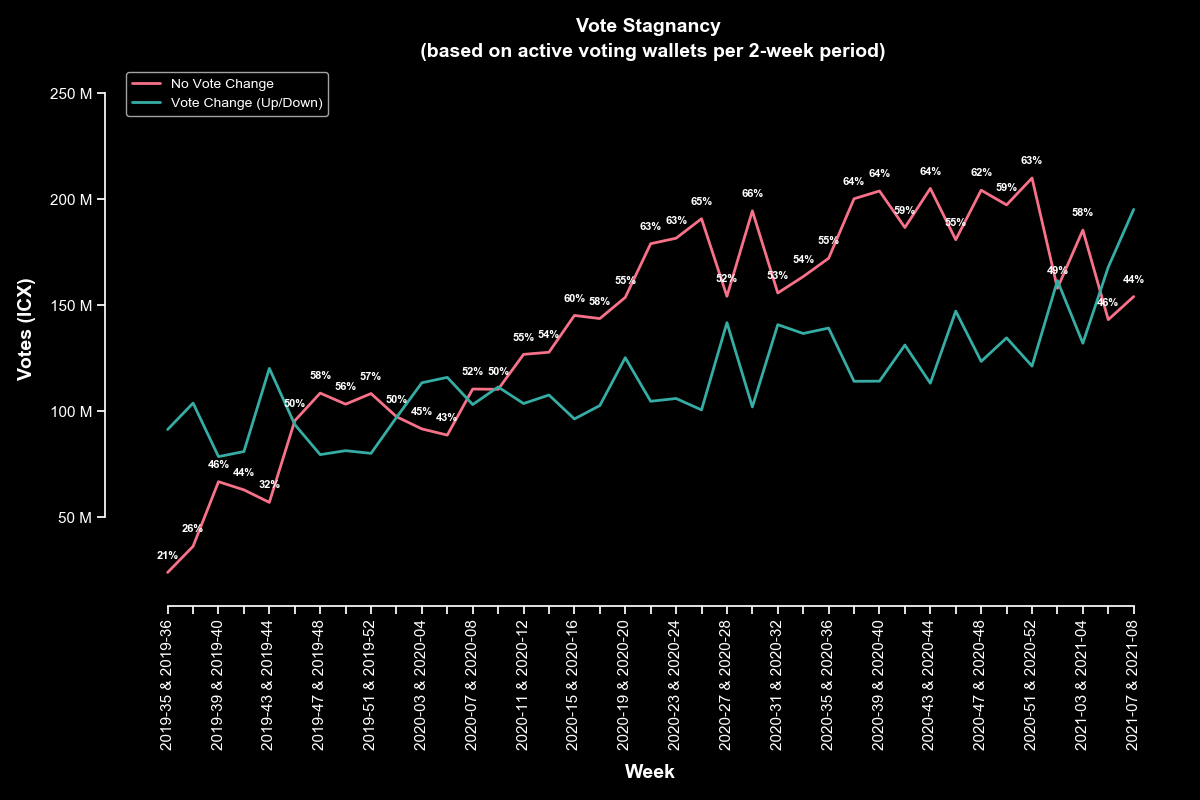 Vote Stagnancy
(based on active voting wallets per 2-week period)
No Vote Change
Vote Change (Up/Down)
250 M
200 M
150 M
100 M
50 M
Votes (ICX)
21%
26%
46%
44%
32%
50%
58%
56%
57%
50%
45%
43%
52%
50%
55%
54%
60%
58%
55%
63%
63%
65%
52%
66%
53%
54%
55%
64%
64%
59%
64%
55%
62%
59%
63%
49%
58%
46%
44%
2019-35 & 2019-36
2019-39 & 2019-40
2019-43 & 2019-44
2019-47 & 2019-48
2019-51 & 2019-52
2020-03 & 2020-04
2020-07 & 2020-08
2020-11 & 2020-12
2020-15 & 2020-16
2020-19 & 2020-20
2020-23 & 2020-24
2020-27 & 2020-28
2020-31 & 2020-32
2020-35 & 2020-36
2020-39 & 2020-40
2020-43 & 2020-44
2020-47 & 2020-48
2020-51 & 2020-52
2021-03 & 2021-04
2021-07 & 2021-08
Week